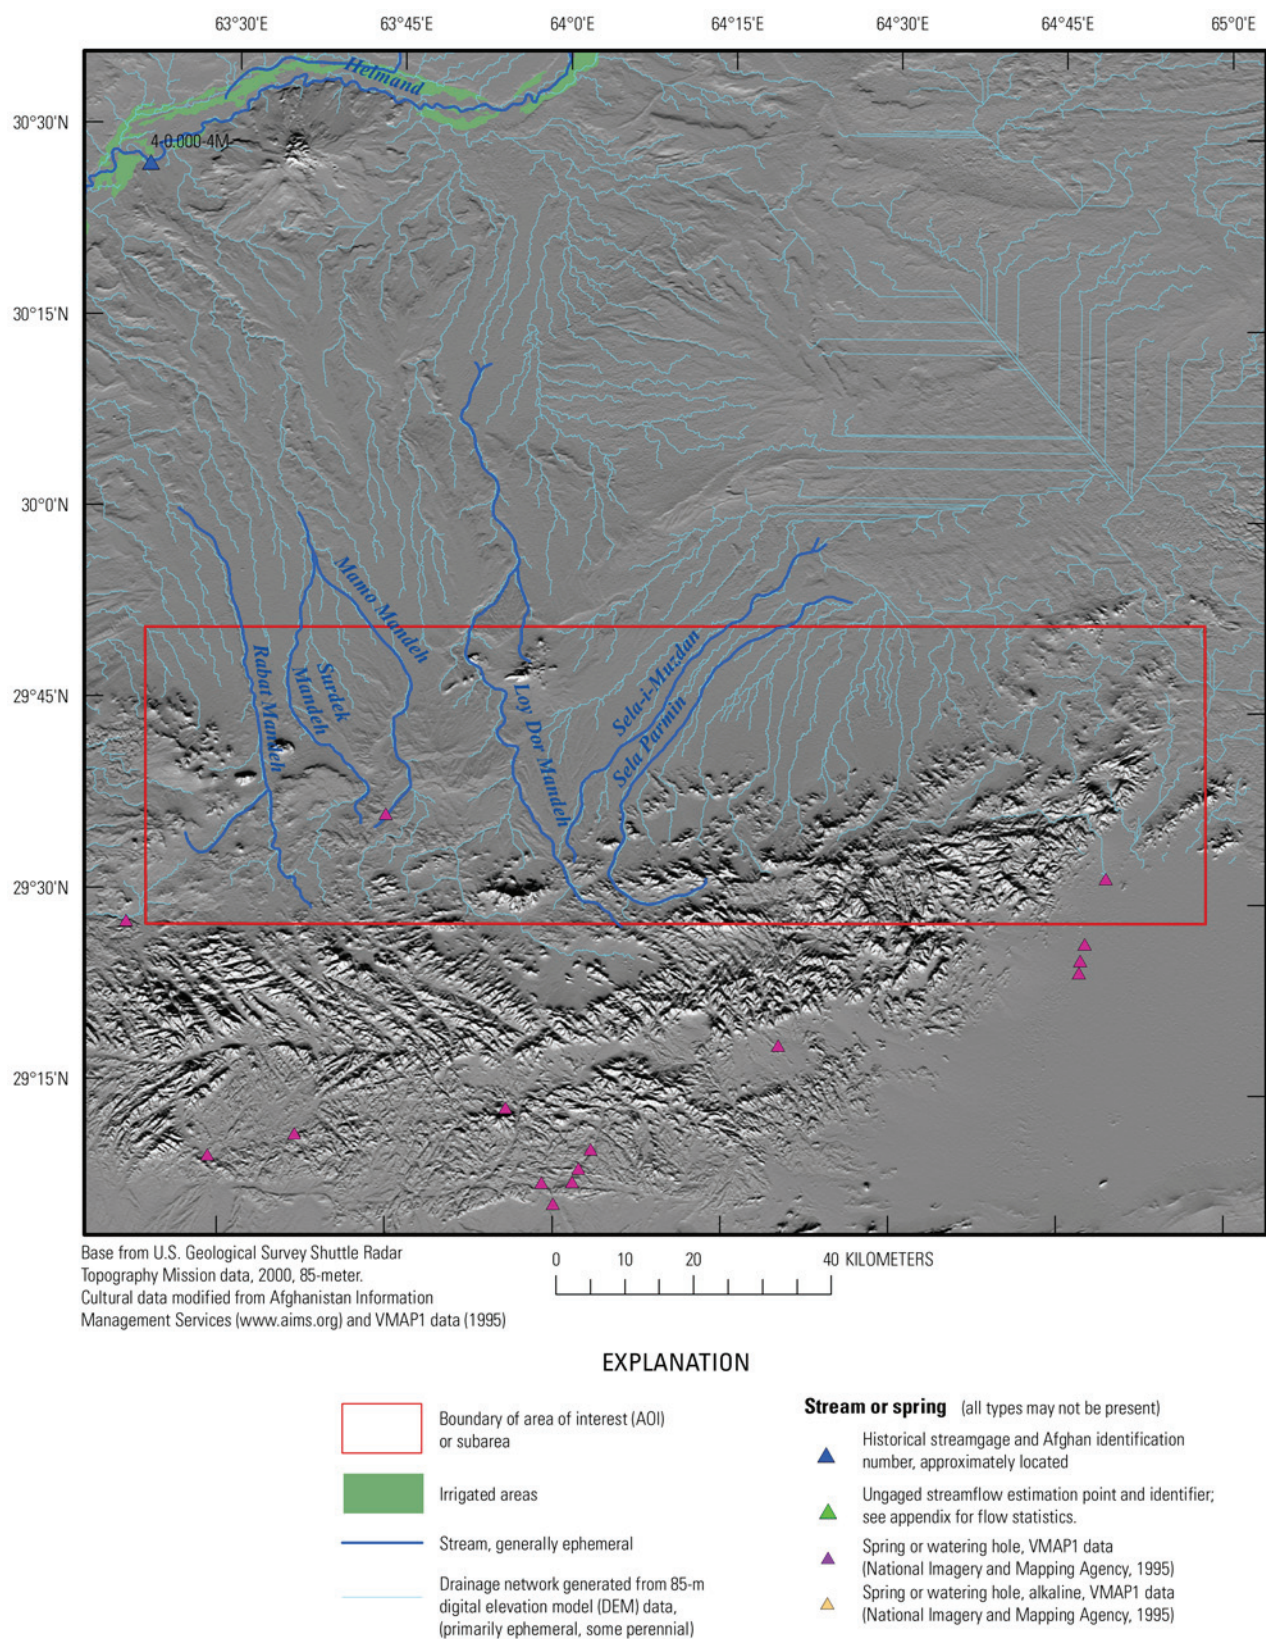 63°30'E 63°45'E 64°0'E 64°15'E 64°30'E 64°45'E 65°0'E
Helmand
30°30'N
4-0.000-4M
30°15'N
30°0'N
Mamo Mandeh
Rabat Mandeh
Surdek
Mandeh
Loy Dor Mandeh
Sela-i-Muzdan
Sela Parmin
29°45'N
29°30'N
29°15'N
Base from U.S. Geological Survey Shuttle Radar
Topography Mission data, 2000, 85-meter.
Cultural data modified from Afghanistan Information
Management Services (www.aims.org) and VMAP1 data (1995)
0 10 20 40 KILOMETERS
EXPLANATION
Boundary of area of interest (AOI)
or subarea
Irrigated areas
Stream, generally ephemeral
Drainage network generated from 85-m
digital elevation model (DEM) data,
(primarily ephemeral, some perennial)
Stream or spring (all types may not be present)
Historical streamgage and Afghan identification
number, approximately located
Ungaged streamflow estimation point and identifier;
see appendix for flow statistics.
Spring or watering hole, VMAP1 data
(National Imagery and Mapping Agency, 1995)
Spring or watering hole, alkaline, VMAP1 data
(National Imagery and Mapping Agency, 1995)